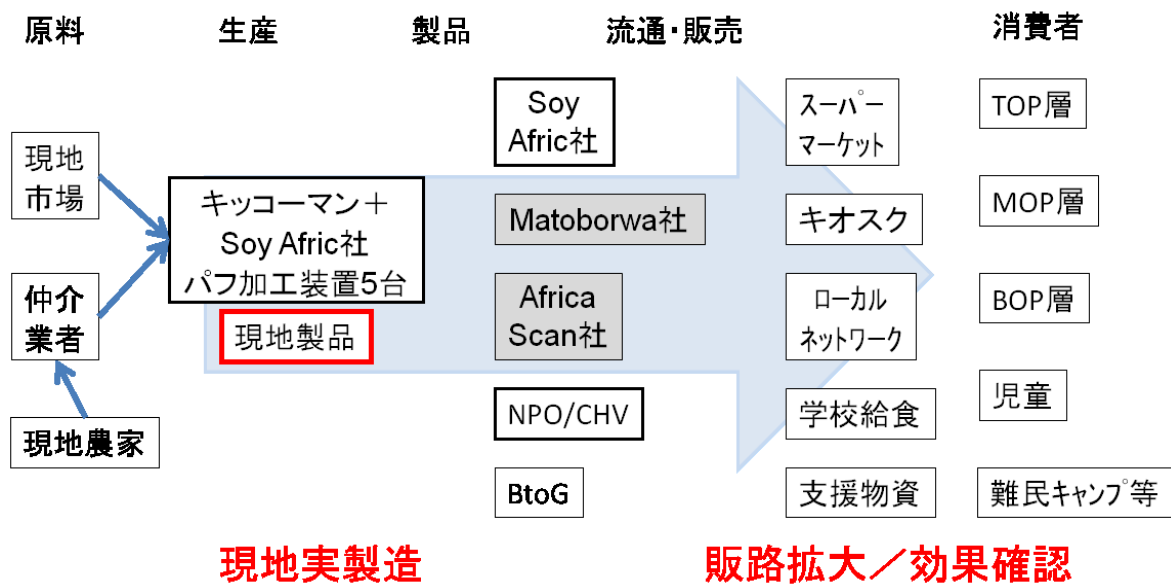 原料
生産
製品
流通・販売
消費者
現地
市場
仲介
業者
現地農家
キッコーマン＋
Soy Afric社
パフ加工装置5台
現地製品
Soy
Afric社
Matoborwa社
Africa
Scan社
NPO/CHV
BtoG
スーパー
マーケット
キオスク
ローカル
ネットワーク
学校給食
支援物資
TOP層
MOP層
BOP層
児童
難民キャンプ等
現地実製造
販路拡大／効果確認